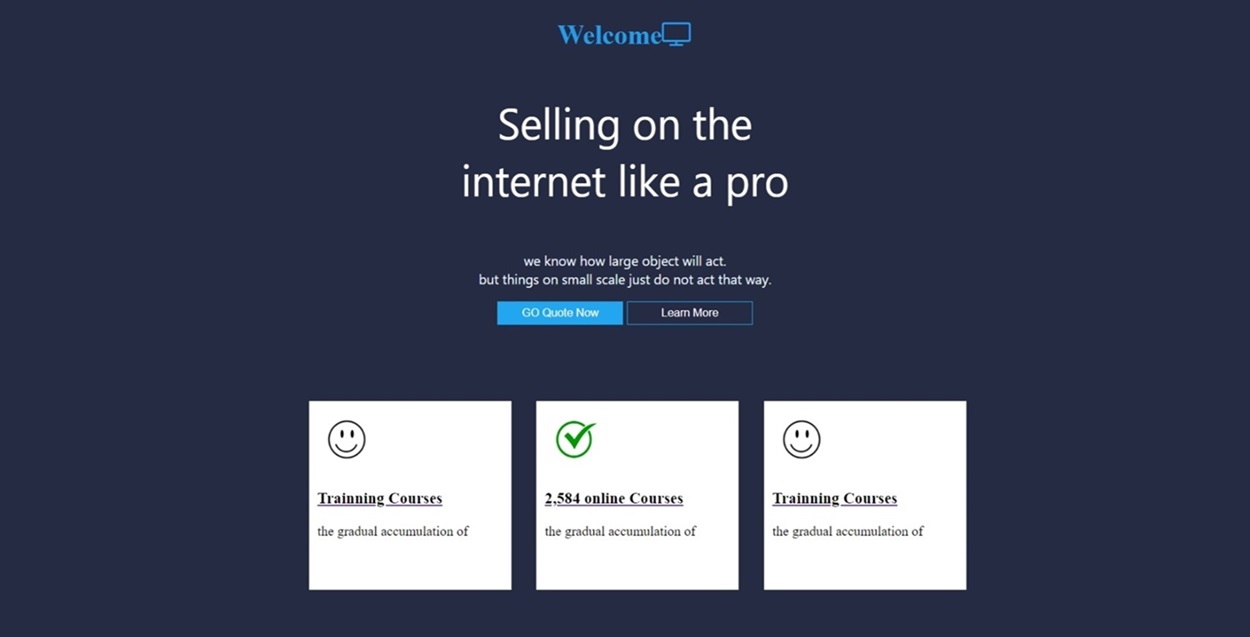 Welcome
Selling on the
internet like a pro
we know how large object will act.
but things on small scale just do not act that way.
GO Quote Now
Learn More
Trainning Courses
the gradual accumulation of
2,584 online Courses
the gradual accumulation of
Trainning Courses
the gradual accumulation of